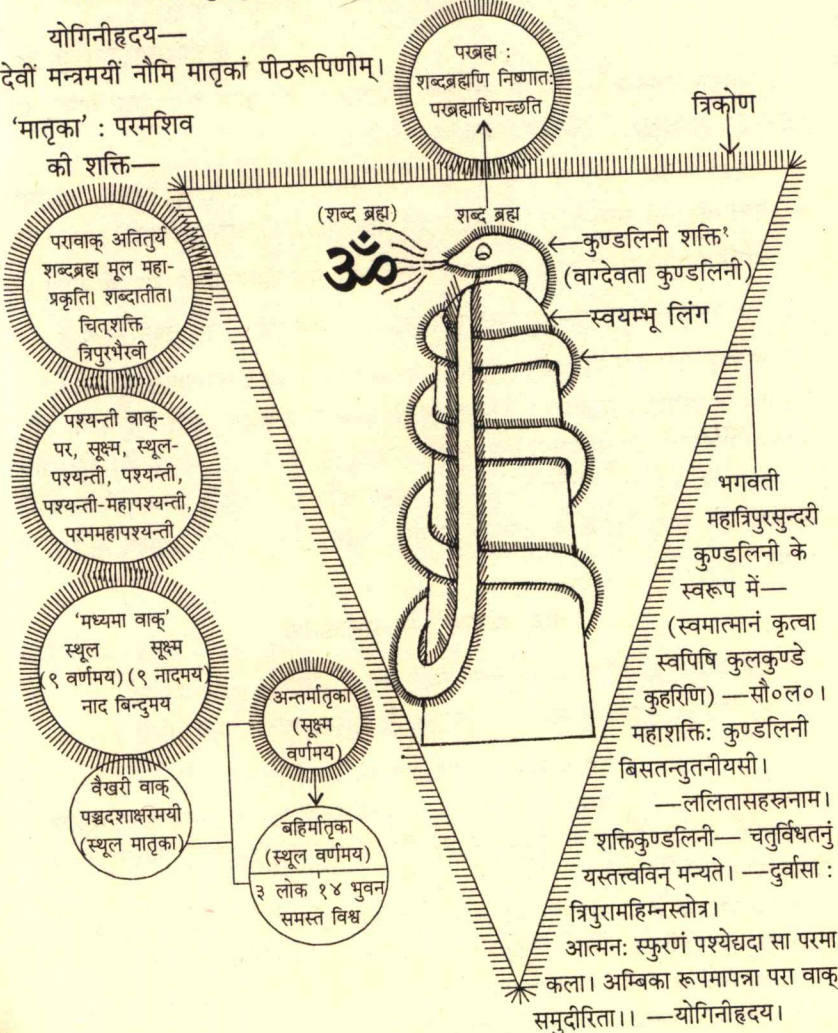 योगिनीहृदय—
देवीं मन्त्रमयीं नौमि मातृकां पीठरूपिणीम्।
'मातृका' : परमशिव
की शक्ति—
परब्रह्म :
शब्दब्रह्मणि निष्णातः
परब्रह्माधिगच्छति
त्रिकोण
(शब्द ब्रह्म)
शब्द ब्रह्म
ॐ
कुण्डलिनी शक्ति१
(वाग्देवता कुण्डलिनी)
स्वयम्भू लिंग
परावाक् अतितुर्य
शब्दब्रह्म मूल महा-
प्रकृति। शब्दातीत।
चित्शक्ति
त्रिपुरभैरवी
पश्यन्ती वाक्-
पर, सूक्ष्म, स्थूल-
पश्यन्ती, पश्यन्ती,
पश्यन्ती-महापश्यन्ती,
परममहापश्यन्ती
'मध्यमा वाक्'
स्थूल सूक्ष्म
(९ वर्णमय) (९ नादमय)
नाद बिन्दुमय
वैखरी वाक्
पञ्चदशाक्षरमयी
(स्थूल मातृका)
अन्तर्मातृका
(सूक्ष्म
वर्णमय)
बहिर्मातृका
(स्थूल वर्णमय)
३ लोक १४ भुवन
समस्त विश्व
भगवती
महात्रिपुरसुन्दरी
कुण्डलिनी के
स्वरूप में—
(स्वमात्मानं कृत्वा
स्वपिषि कुलकुण्डे
कुहरिणि) —सौ०ल०।
महाशक्ति: कुण्डलिनी
बिसतन्तुतनीयसी।
—ललितासहस्रनाम।
शक्तिकुण्डलिनी— चतुर्विधतनुं
यस्तत्त्वविन् मन्यते। —दुर्वासा :
त्रिपुरामहिम्नस्तोत्र।
आत्मन: स्फुरणं पश्येद्यदा सा परमा
कला। अम्बिका रूपमापन्ना परा वाक्
समुदीरिता।। —योगिनीहृदय।